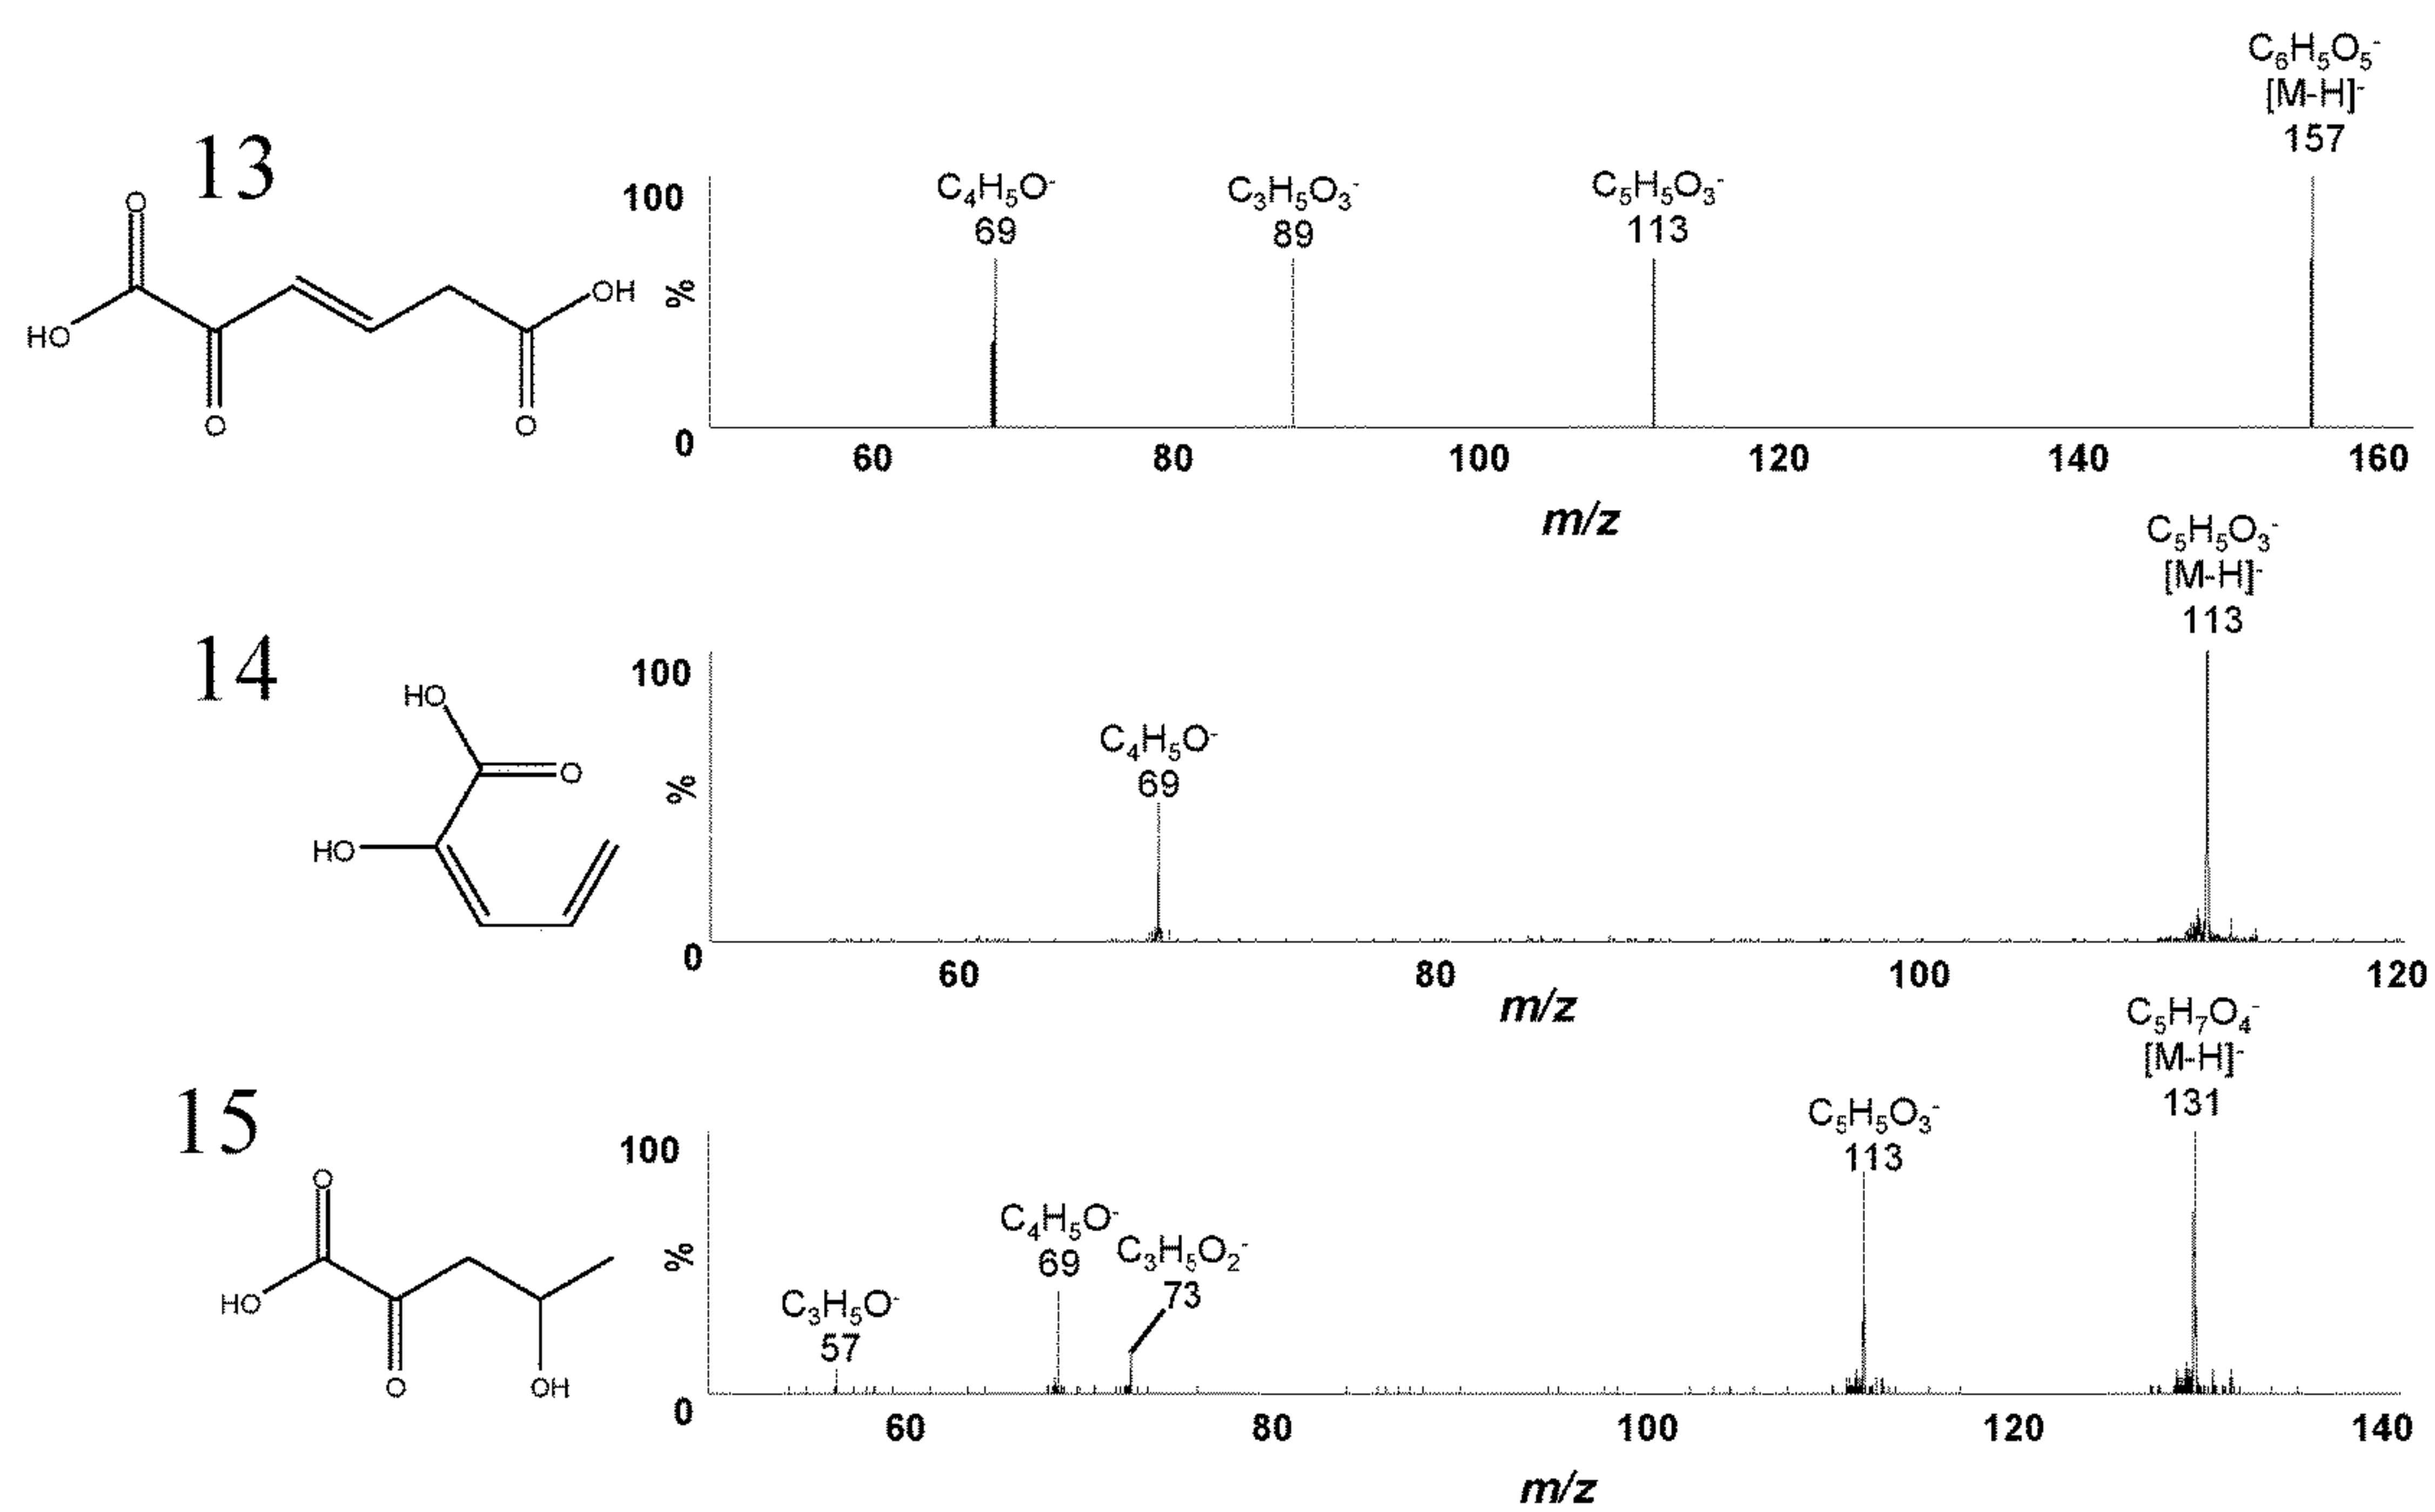 13
O
HO
O
OH
O
100
%
0
C₄H₅O⁻
69
C₃H₅O₃⁻
89
C₅H₅O₃⁻
113
C₆H₅O₅⁻
[M-H]⁻
157
60 80 100 120 140 160
m/z
14
HO
O
HO
100
%
0
C₄H₅O⁻
69
C₅H₅O₃⁻
[M-H]⁻
113
60 80 100 120
m/z
15
O
HO
O
OH
100
%
0
C₃H₅O⁻
57
C₄H₅O⁻
69
C₃H₅O₂⁻
73
C₅H₅O₃⁻
113
C₅H₇O₄⁻
[M-H]⁻
131
60 80 100 120 140
m/z